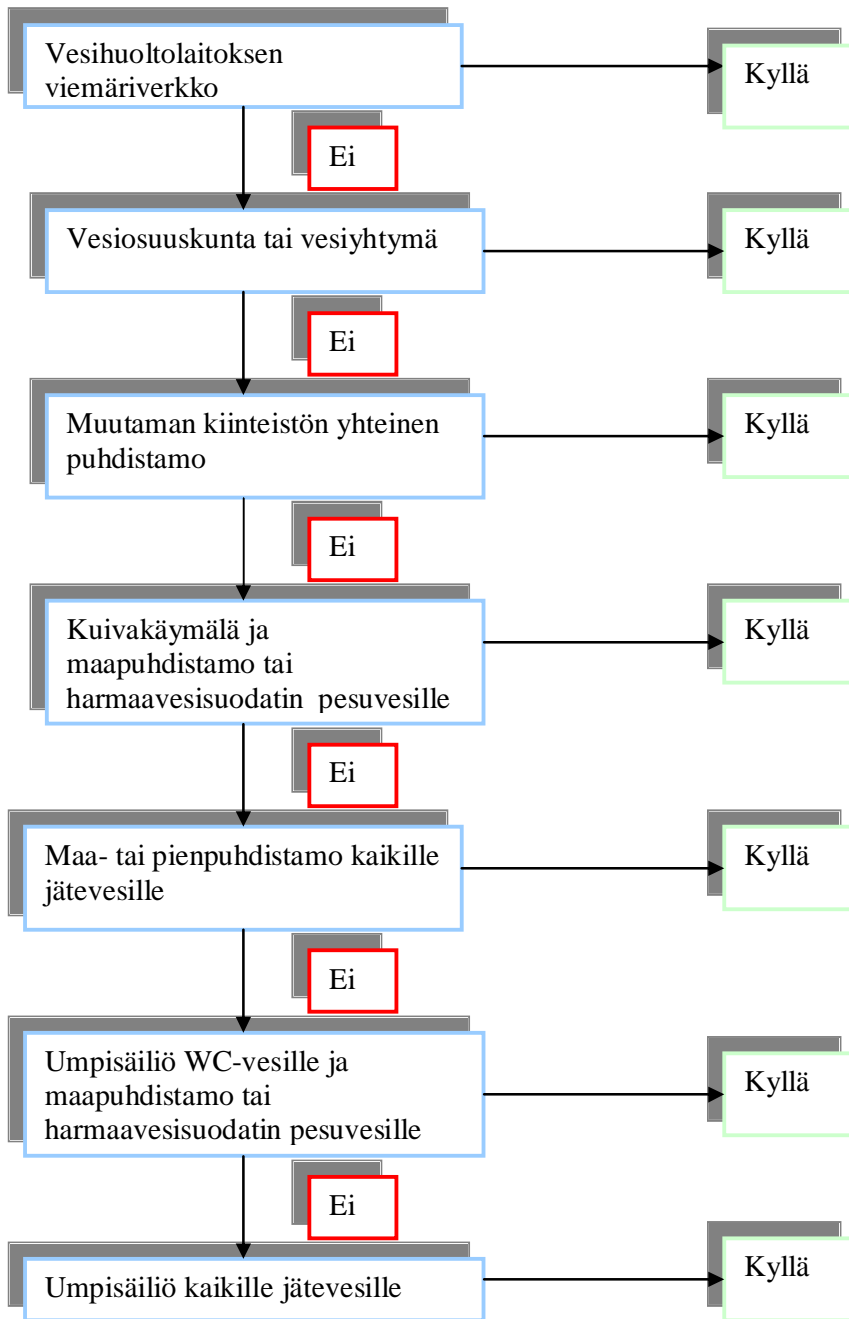 Vesihuoltolaitoksen
viemäriverkko
Kyllä
Ei
Vesiosuuskunta tai vesiyhtymä
Kyllä
Ei
Muutaman kiinteistön yhteinen
puhdistamo
Kyllä
Ei
Kuivakäymälä ja
maapuhdistamo tai
harmaavesisuodatin pesuvesille
Kyllä
Ei
Maa- tai pienpuhdistamo kaikille
jätevesille
Kyllä
Ei
Umpisäiliö WC-vesille ja
maapuhdistamo tai
harmaavesisuodatin pesuvesille
Kyllä
Ei
Umpisäiliö kaikille jätevesille
Kyllä